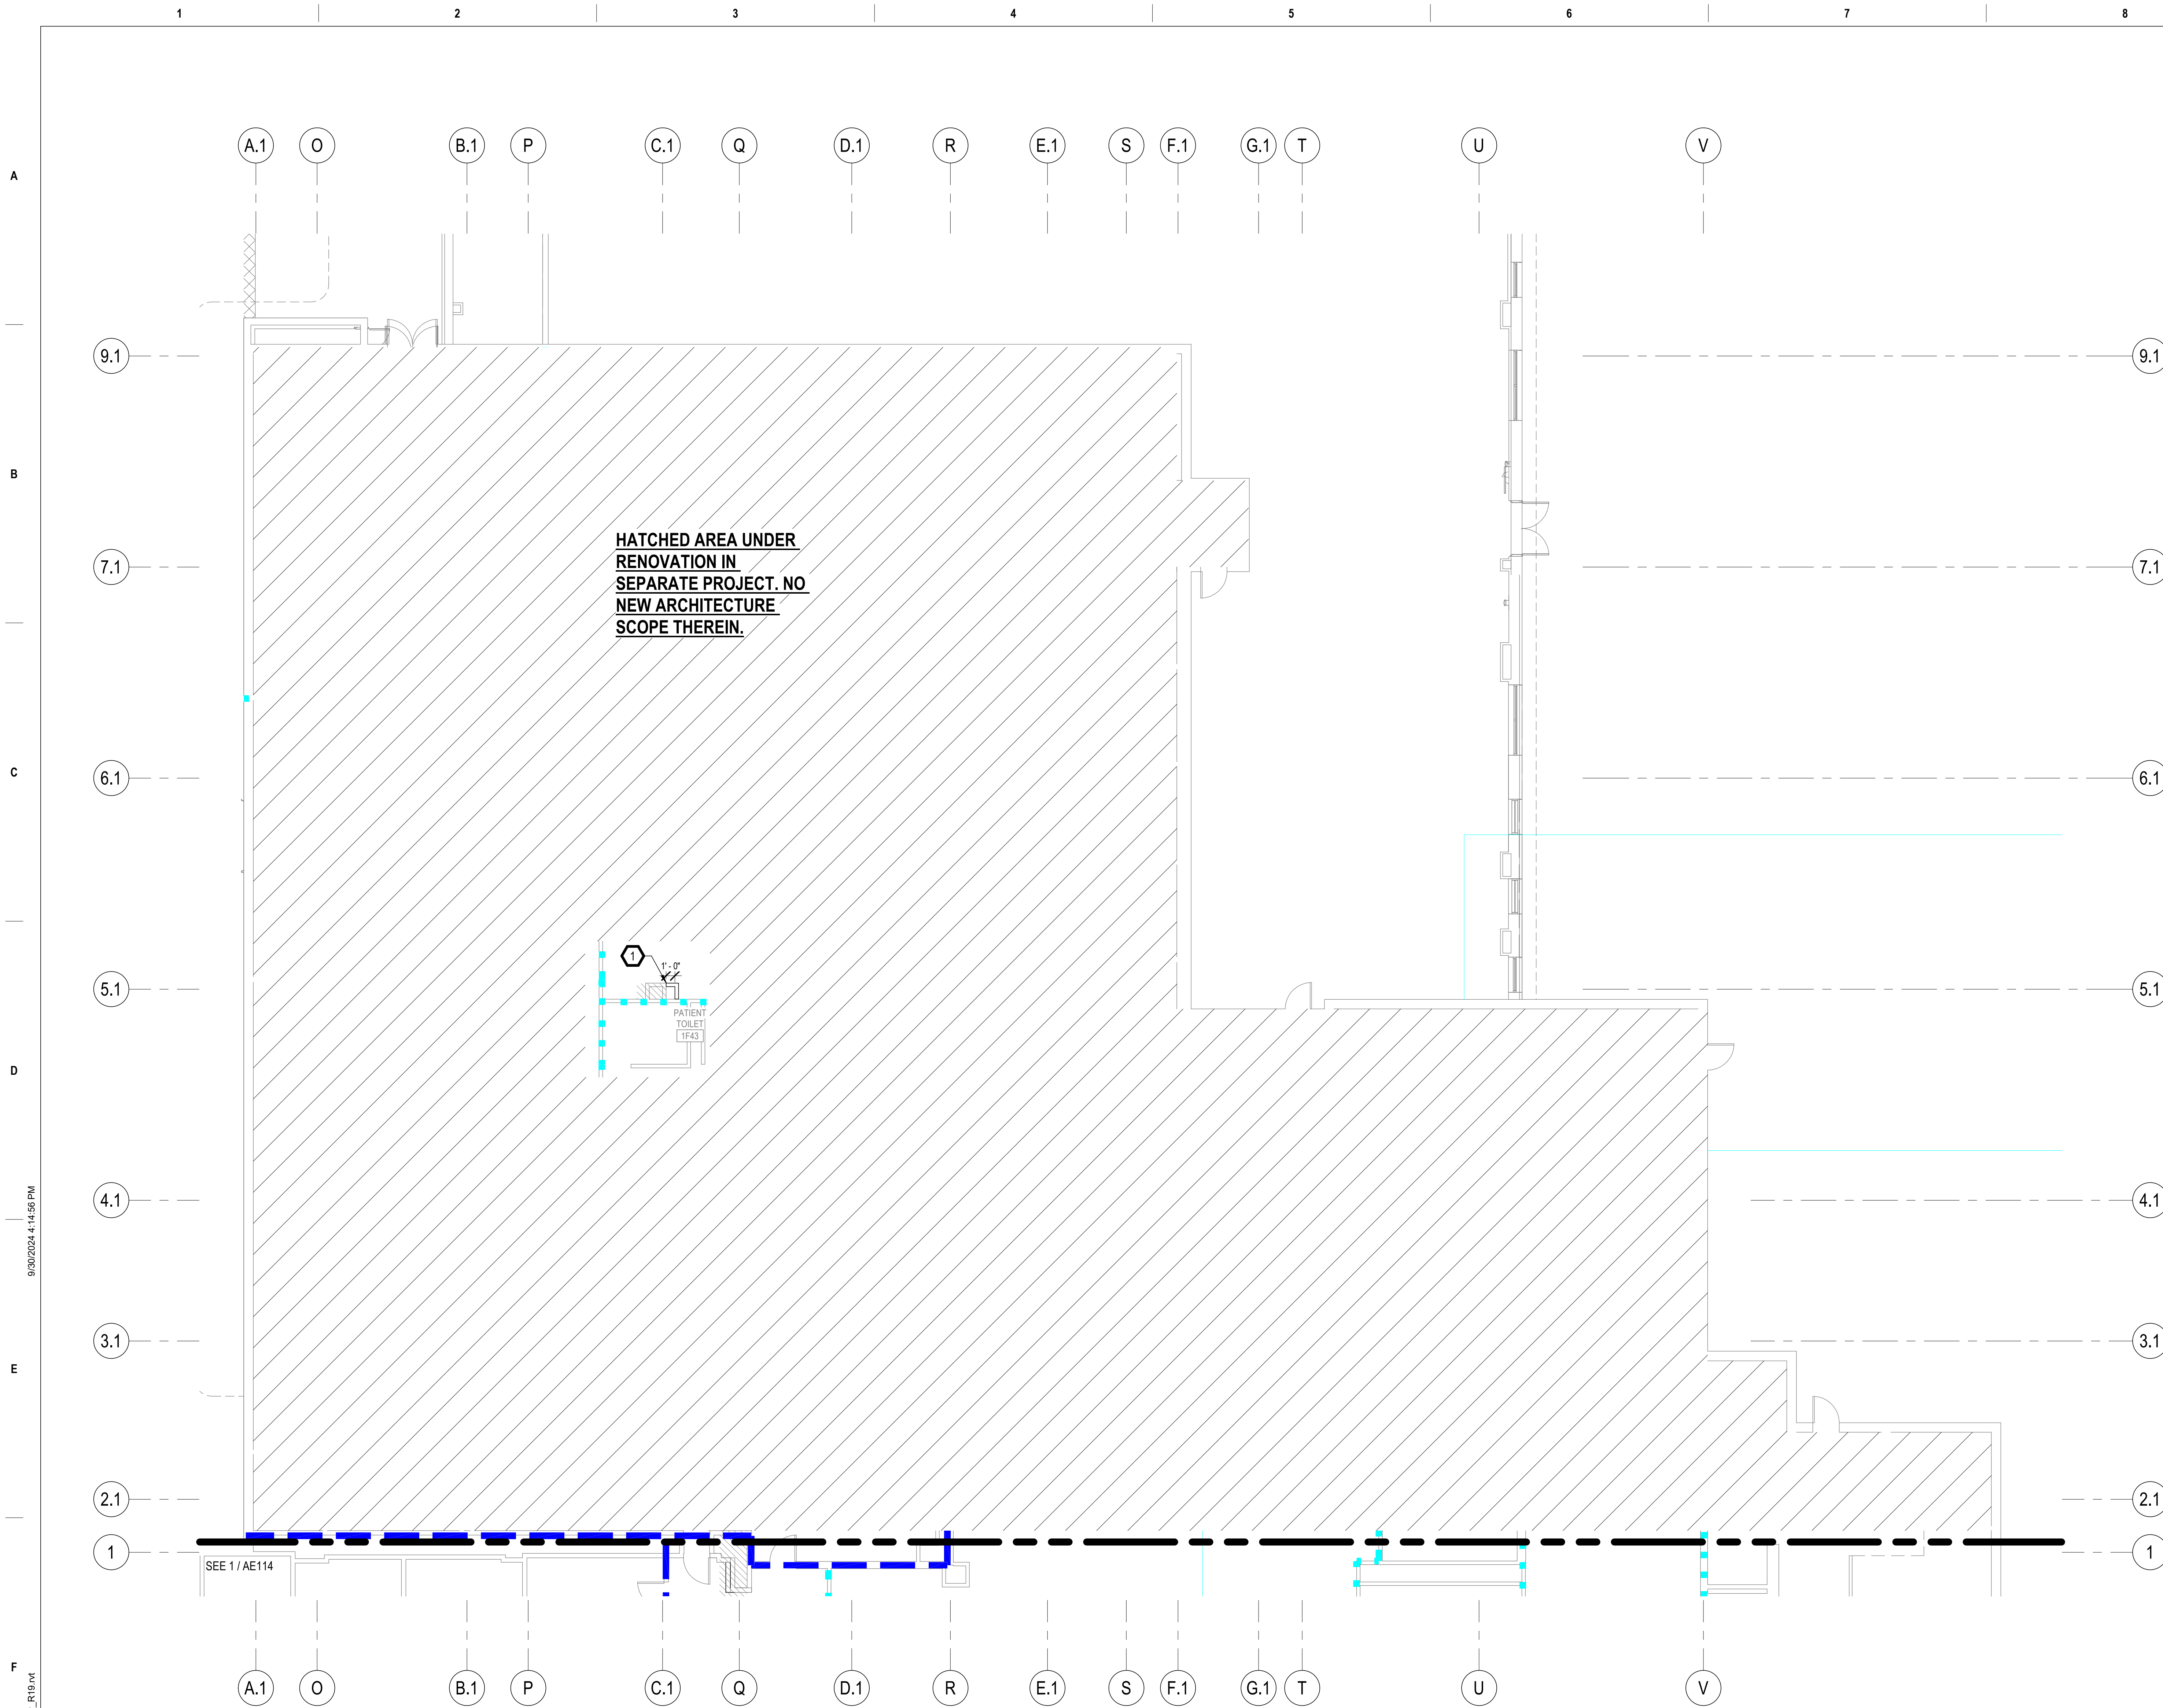 1 2 3 4 5 6 7 8
A.1 O B.1 P C.1 Q D.1 R E.1 S F.1 G.1 T U V
A
9.1 9.1
B
HATCHED AREA UNDER
RENOVATION IN
SEPARATE PROJECT. NO
NEW ARCHITECTURE
SCOPE THEREIN.
7.1 7.1
C
6.1 6.1
1
1' - 0"
5.1 5.1
PATIENT
TOILET
1F43
D
4.1 4.1
9/30/2024 4:14:56 PM
3.1 3.1
E
2.1 2.1
1 1
SEE 1 / AE114
F
_R19.rvt
A.1 O B.1 P C.1 Q D.1 R E.1 S F.1 G.1 T U V